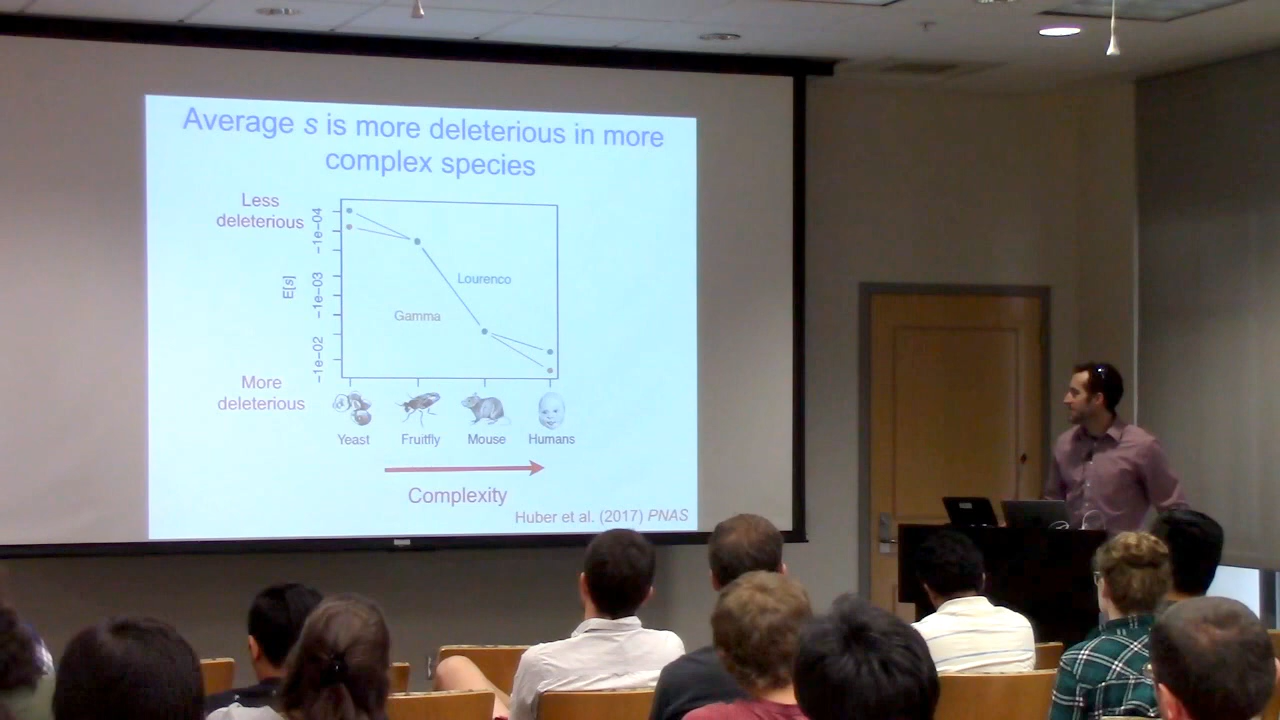 Average s is more deleterious in more
complex species
Less
deleterious
−1e−04
−1e−03
−1e−02
E[s]
Lourenco
Gamma
More
deleterious
Yeast Fruitfly Mouse Humans
Complexity
Huber et al. (2017) PNAS